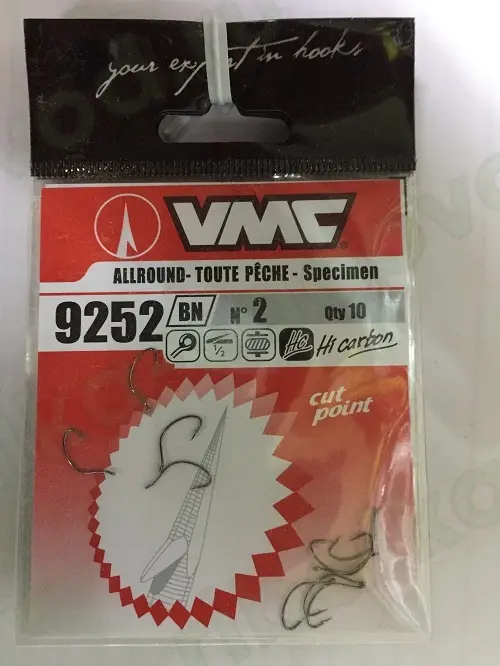 your expert in hooks
VMC®
ALLROUND- TOUTE PÊCHE - Specimen
9252 BN N° 2 Qty 10
1/2 Hi carbon
cut
point